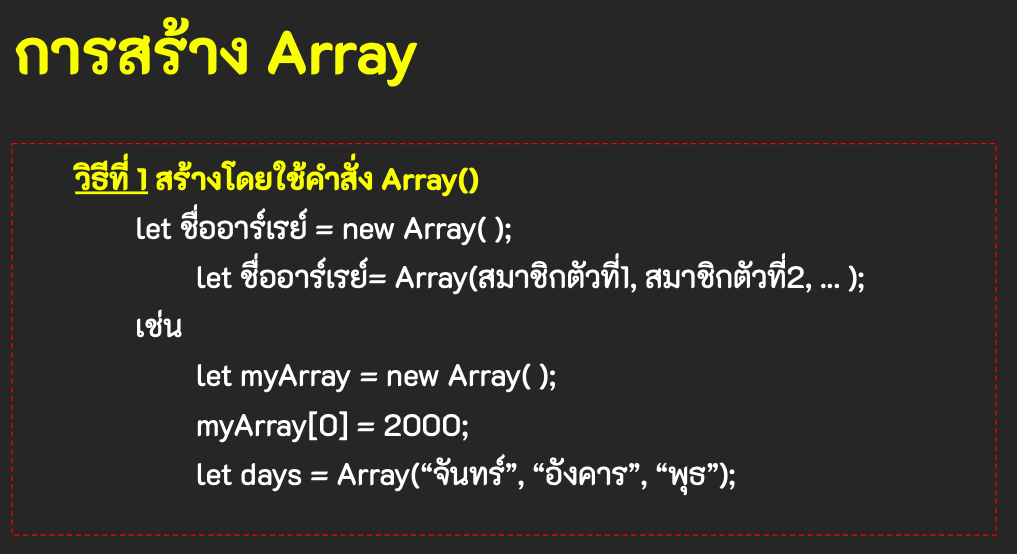 การสร้าง Array
วิธีที่ 1 สร้างโดยใช้คำสั่ง Array()
let ชื่ออาร์เรย์ = new Array( );
let ชื่ออาร์เรย์= Array(สมาชิกตัวที่1, สมาชิกตัวที่2, ... );
เช่น
let myArray = new Array( );
myArray[0] = 2000;
let days = Array(“จันทร์”, “อังคาร”, “พุธ”);